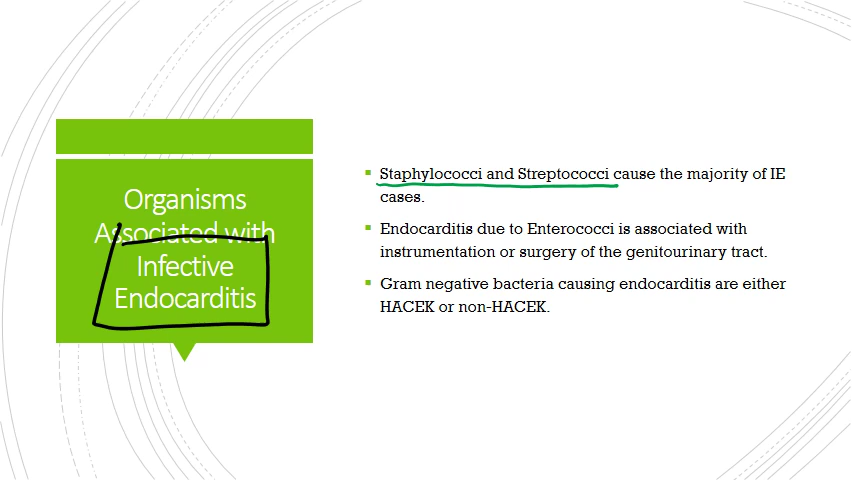 Organisms
Associated with
Infective
Endocarditis
Staphylococci and Streptococci cause the majority of IE
cases.
Endocarditis due to Enterococci is associated with
instrumentation or surgery of the genitourinary tract.
Gram negative bacteria causing endocarditis are either
HACEK or non-HACEK.